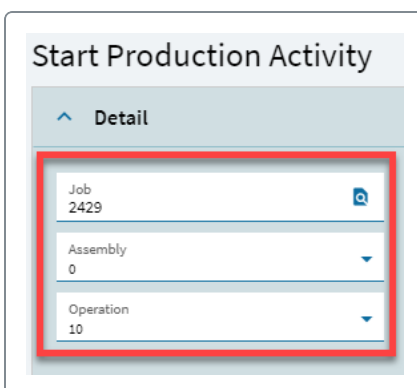 Start Production Activity
Detail
Job
2429
Assembly
0
Operation
10